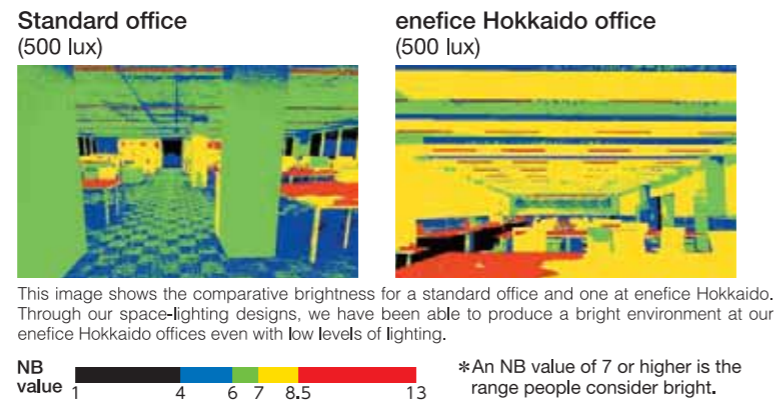 Standard office
(500 lux)
enefice Hokkaido office
(500 lux)
This image shows the comparative brightness for a standard office and one at enefice Hokkaido.
Through our space-lighting designs, we have been able to produce a bright environment at our
enefice Hokkaido offices even with low levels of lighting.
NB
value
1 4 6 7 8.5 13
*An NB value of 7 or higher is the
range people consider bright.